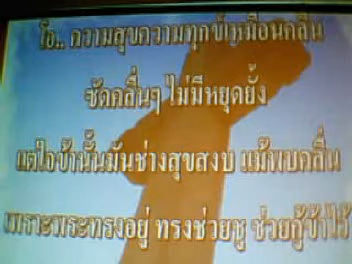 โอ.. ความสุขความทุกข์เหมือนคลื่น
ซัดคลื่นๆ ไม่มีหยุดยั้ง
แต่ใจข้านั้นมันช่างสุขสงบ แม้พบคลื่น
เพราะพระทรงอยู่ ทรงช่วยชู ช่วยกู้ข้าไว้